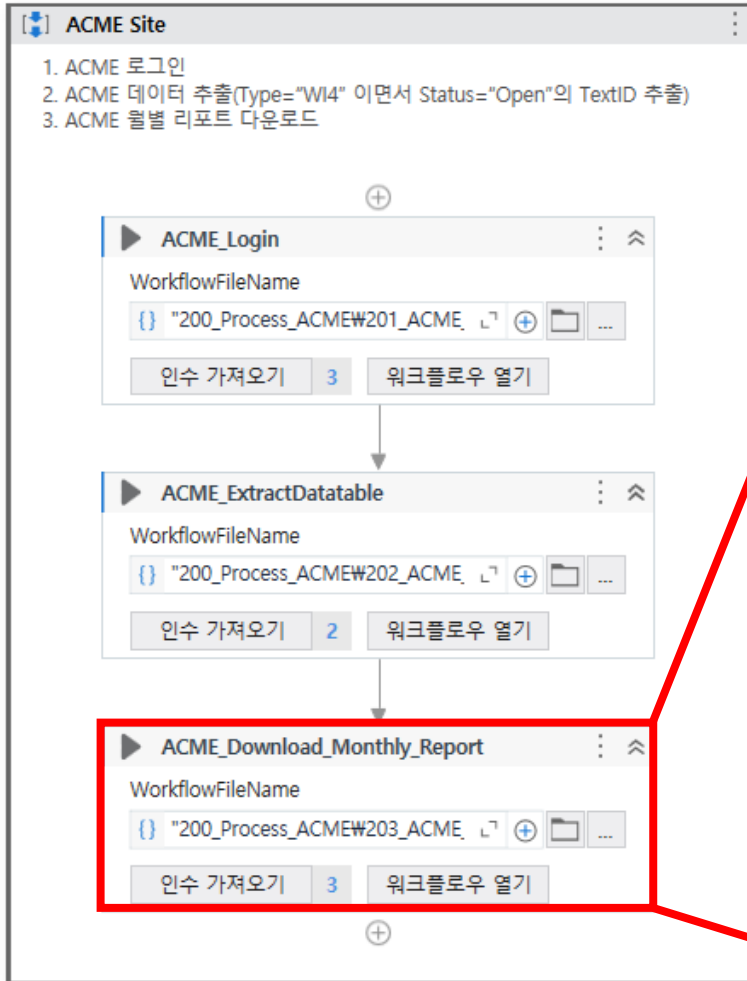 ACME Site
1. ACME 로그인
2. ACME 데이터 추출(Type="WI4" 이면서 Status="Open"의 TextID 추출)
3. ACME 월별 리포트 다운로드
ACME_Login
WorkflowFileName
{} "200_Process_ACME₩201_ACME_ ...
인수 가져오기 3 워크플로우 열기
ACME_ExtractDatatable
WorkflowFileName
{} "200_Process_ACME₩202_ACME_ ...
인수 가져오기 2 워크플로우 열기
ACME_Download_Monthly_Report
WorkflowFileName
{} "200_Process_ACME₩203_ACME_ ...
인수 가져오기 3 워크플로우 열기